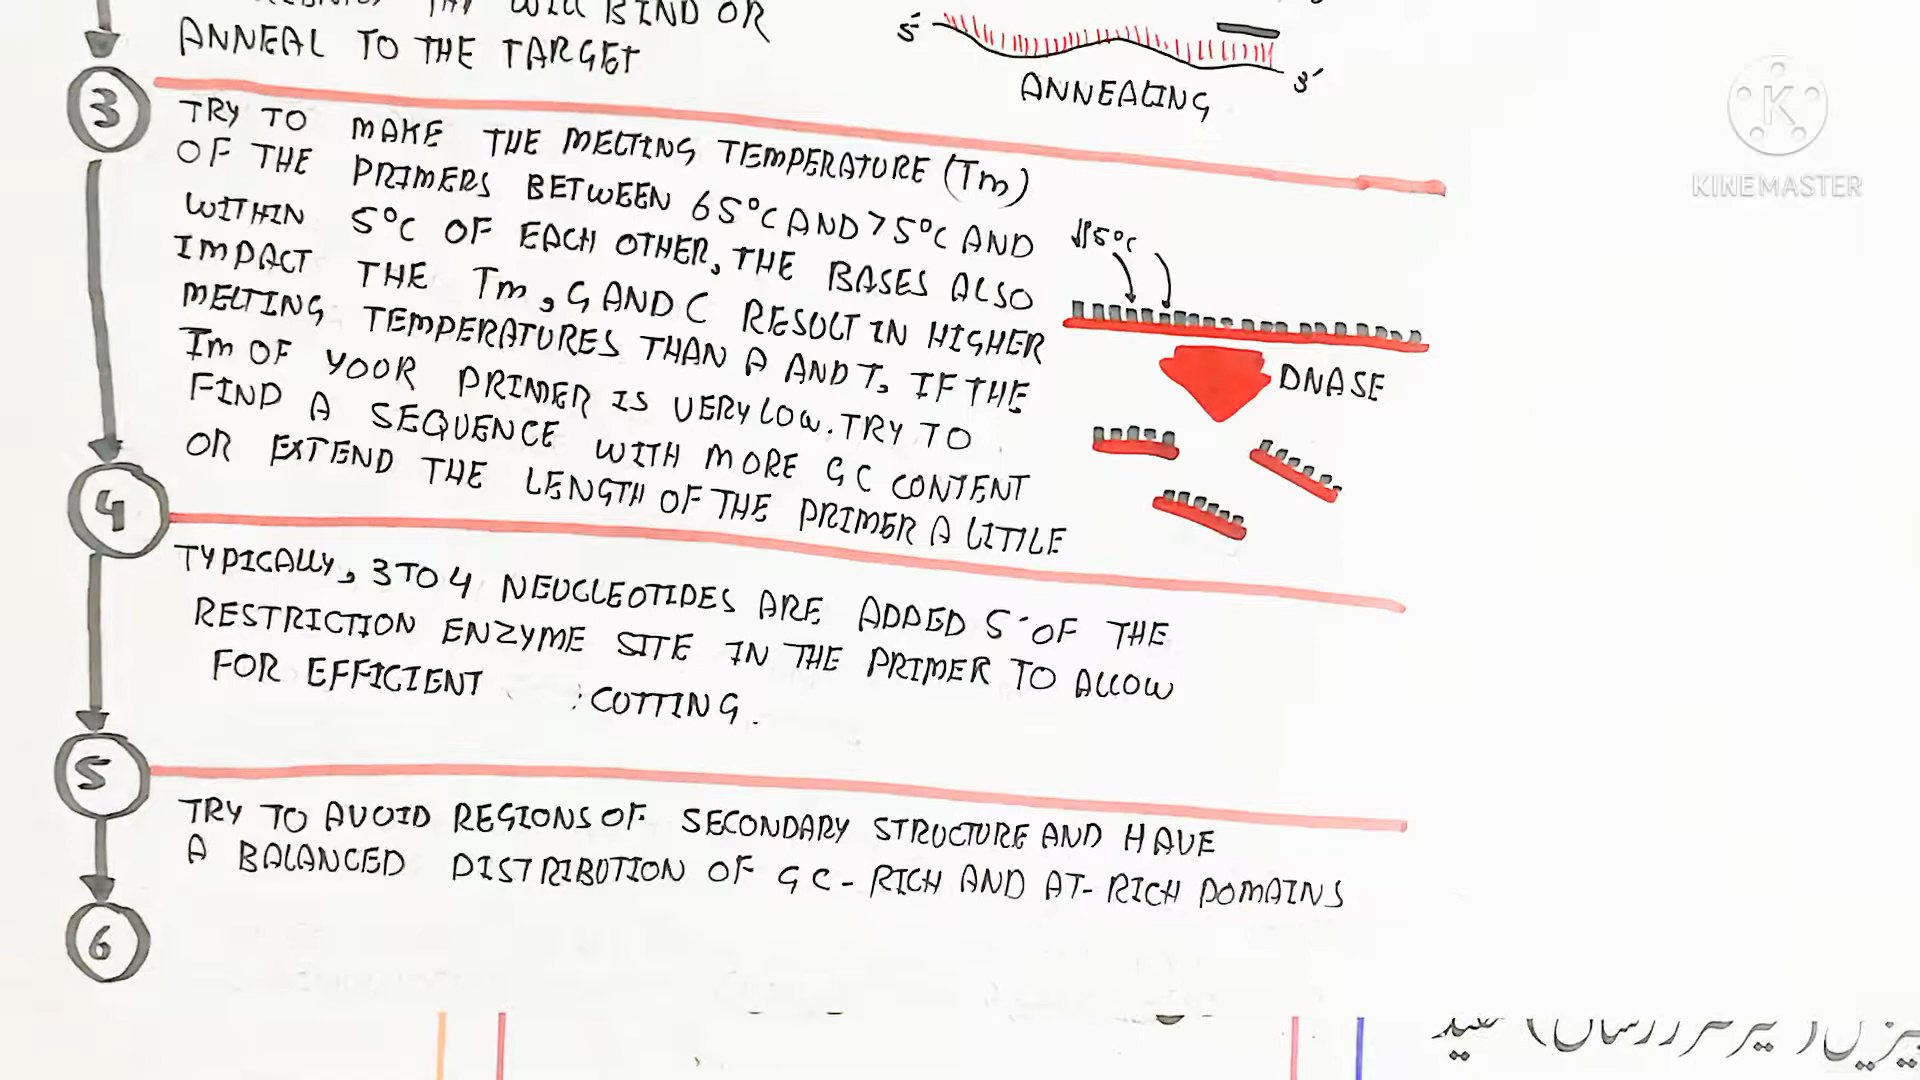 WILL BIND OR
ANNEAL TO THE TARGET
5'
3'
ANNEALING
3
TRY TO MAKE THE MELTING TEMPERATURE (Tm)
OF THE PRIMERS BETWEEN 65°C AND 75°C AND
WITHIN 5°C OF EACH OTHER, THE BASES ALSO
IMPACT THE Tm, G AND C RESULT IN HIGHER
MELTING TEMPERATURES THAN A AND T, IF THE
Tm OF YOUR PRIMER IS VERY LOW. TRY TO
FIND A SEQUENCE WITH MORE GC CONTENT
OR EXTEND THE LENGTH OF THE PRIMER A LITTLE
5°C
DNASE
4
TYPICALLY, 3 TO 4 NEUCLEOTIDES ARE ADDED 5' OF THE
RESTRICTION ENZYME SITE IN THE PRIMER TO ALLOW
FOR EFFICIENT CUTTING.
5
TRY TO AVOID REGIONS OF SECONDARY STRUCTURE AND HAVE
A BALANCED DISTRIBUTION OF GC-RICH AND AT-RICH DOMAINS
6
K
KINEMASTER